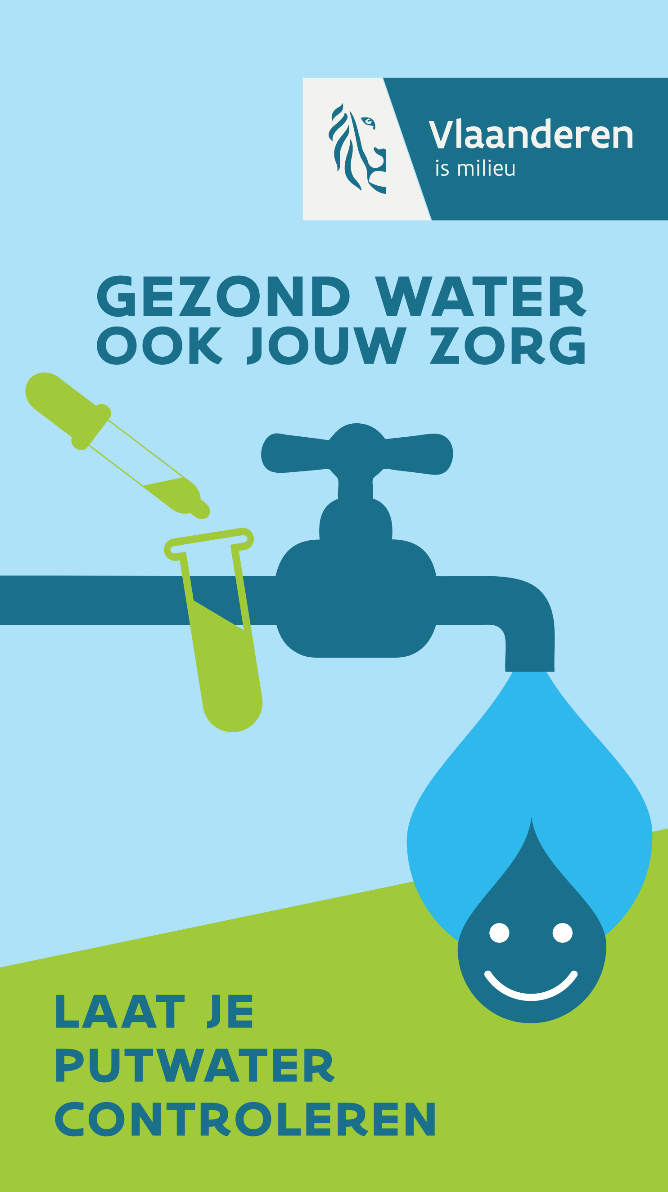 Vlaanderen
is milieu
GEZOND WATER
OOK JOUW ZORG
LAAT JE
PUTWATER
CONTROLEREN